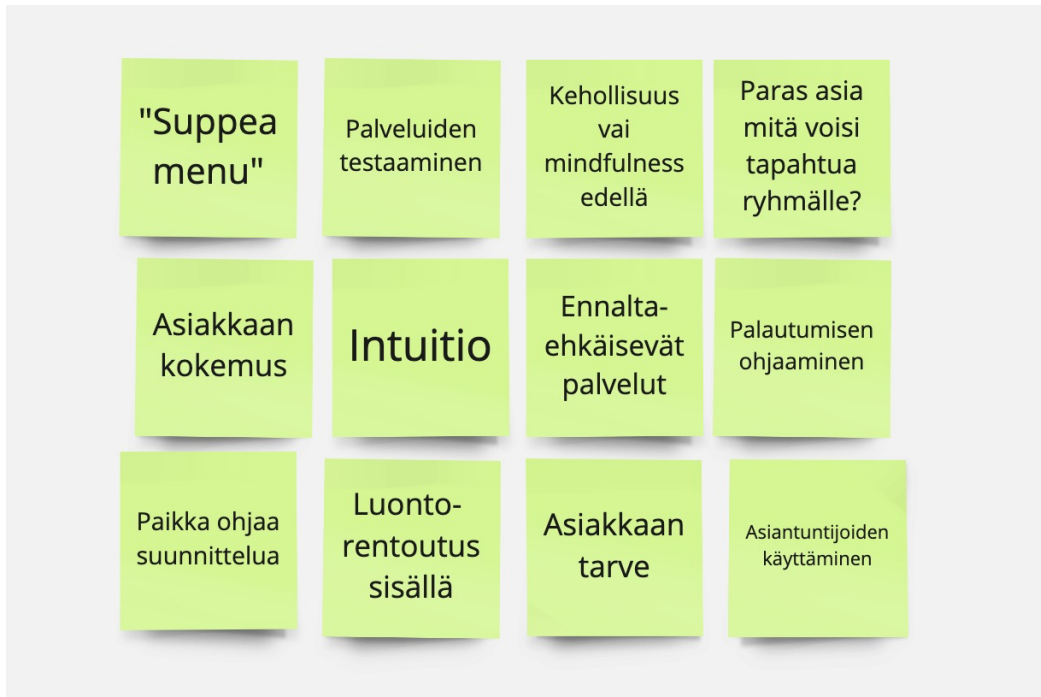 "Suppea
menu"
Palveluiden
testaaminen
Kehollisuus
vai
mindfulness
edellä
Paras asia
mitä voisi
tapahtua
ryhmälle?
Asiakkaan
kokemus
Intuitio
Ennalta-
ehkäisevät
palvelut
Palautumisen
ohjaaminen
Paikka ohjaa
suunnittelua
Luonto-
rentoutus
sisällä
Asiakkaan
tarve
Asiantuntijoiden
käyttäminen